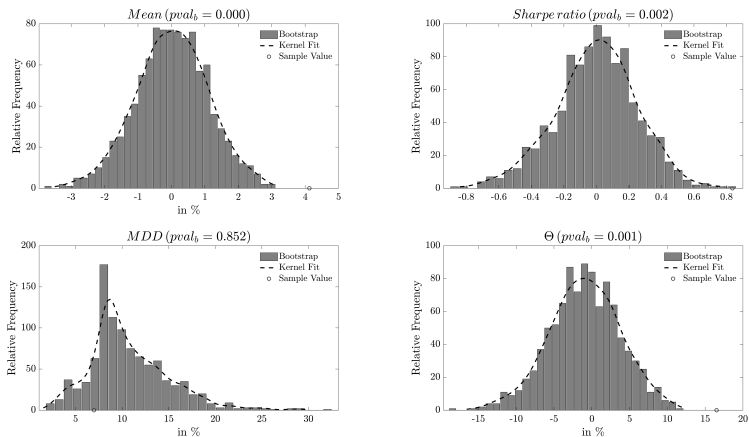 Mean (pval_b = 0.000)
80
60
40
20
0
Relative Frequency
Bootstrap
Kernel Fit
Sample Value
-3 -2 -1 0 1 2 3 4 5
in %
Sharpe ratio (pval_b = 0.002)
100
80
60
40
20
0
Relative Frequency
Bootstrap
Kernel Fit
Sample Value
-0.8 -0.6 -0.4 -0.2 0 0.2 0.4 0.6 0.8
MDD (pval_b = 0.852)
200
150
100
50
0
Relative Frequency
Bootstrap
Kernel Fit
Sample Value
5 10 15 20 25 30
in %
Θ (pval_b = 0.001)
100
80
60
40
20
0
Relative Frequency
Bootstrap
Kernel Fit
Sample Value
-15 -10 -5 0 5 10 15 20
in %